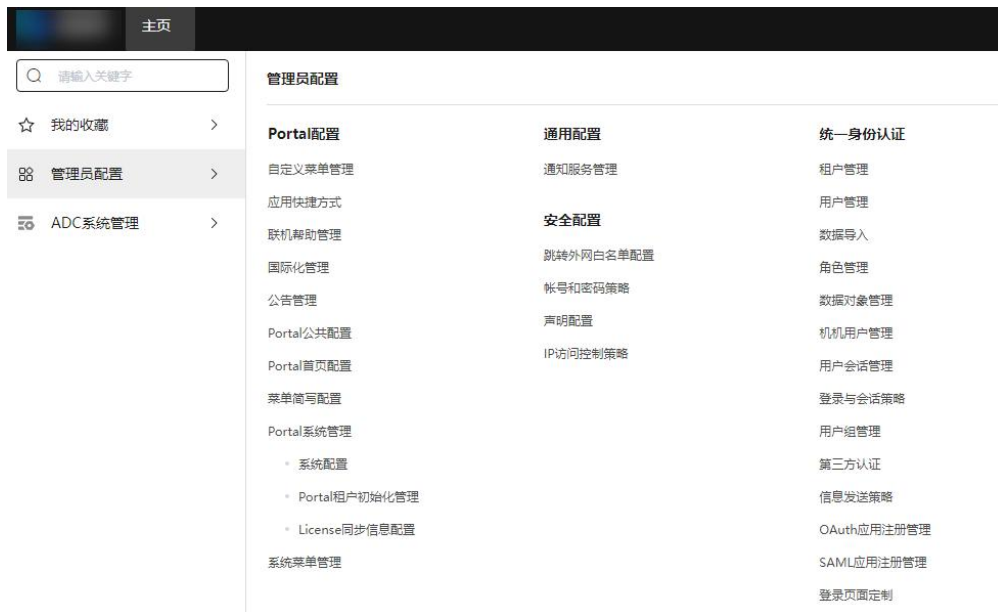 主页
请输入关键字
我的收藏
管理员配置
ADC系统管理
管理员配置
Portal配置
自定义菜单管理
应用快捷方式
联机帮助管理
国际化管理
公告管理
Portal公共配置
Portal首页配置
菜单简写配置
Portal系统管理
系统配置
Portal租户初始化管理
License同步信息配置
系统菜单管理
通用配置
通知服务管理
安全配置
跳转外网白名单配置
帐号和密码策略
声明配置
IP访问控制策略
统一身份认证
租户管理
用户管理
数据导入
角色管理
数据对象管理
机机用户管理
用户会话管理
登录与会话策略
用户组管理
第三方认证
信息发送策略
OAuth应用注册管理
SAML应用注册管理
登录页面定制